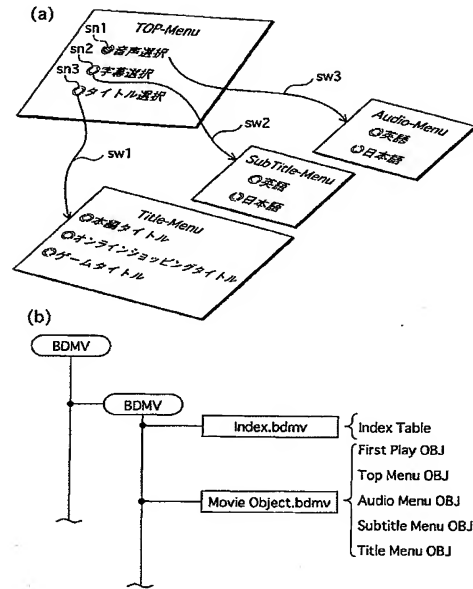 (a)
TOP-Menu
sn1
音声選択
sn2
字幕選択
sn3
タイトル選択
sw3
sw2
sw1
Audio-Menu
英語
日本語
SubTitle-Menu
英語
日本語
Title-Menu
本編タイトル
オンラインショッピングタイトル
ゲームタイトル
(b)
BDMV
BDMV
Index.bdmv
Index Table
First Play OBJ
Top Menu OBJ
Movie Object.bdmv
Audio Menu OBJ
Subtitle Menu OBJ
Title Menu OBJ